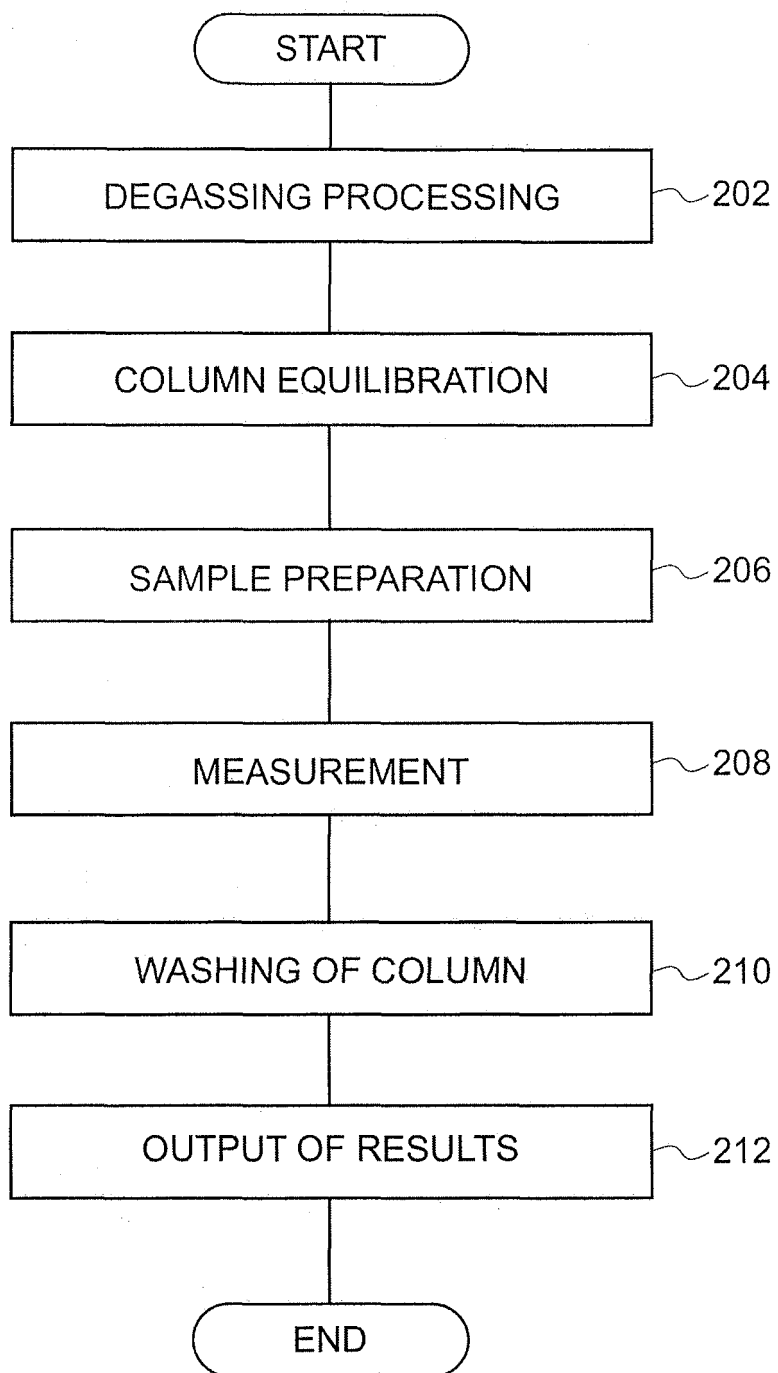 START
DEGASSING PROCESSING
202
COLUMN EQUILIBRATION
204
SAMPLE PREPARATION
206
MEASUREMENT
208
WASHING OF COLUMN
210
OUTPUT OF RESULTS
212
END